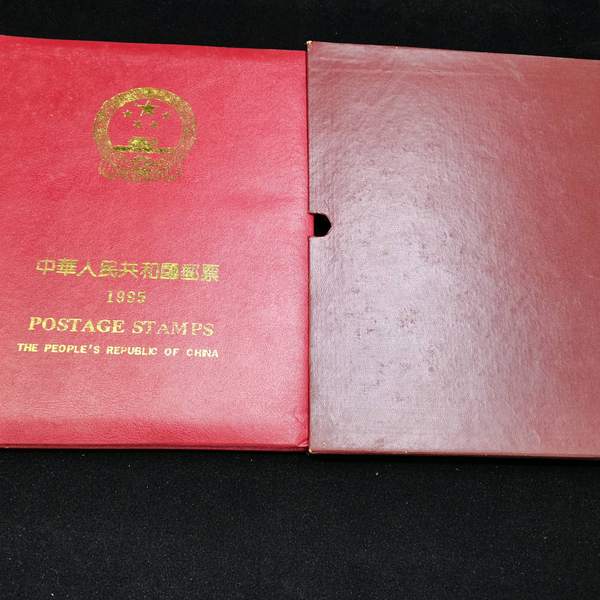 中華人民共和國郵票
1995
POSTAGE STAMPS
THE PEOPLE'S REPUBLIC OF CHINA